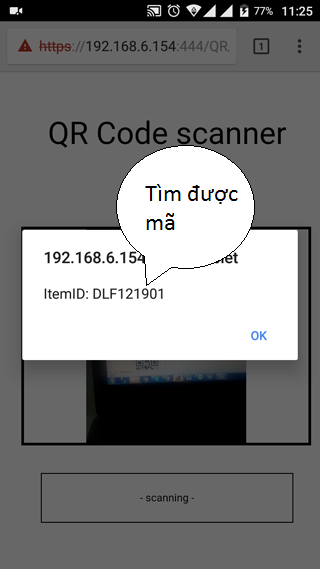 77% 11:25
https://192.168.6.154:444/QR
1
QR Code scanner
Tìm được
mã
192.168.6.154
ItemID: DLF121901
OK
- scanning -